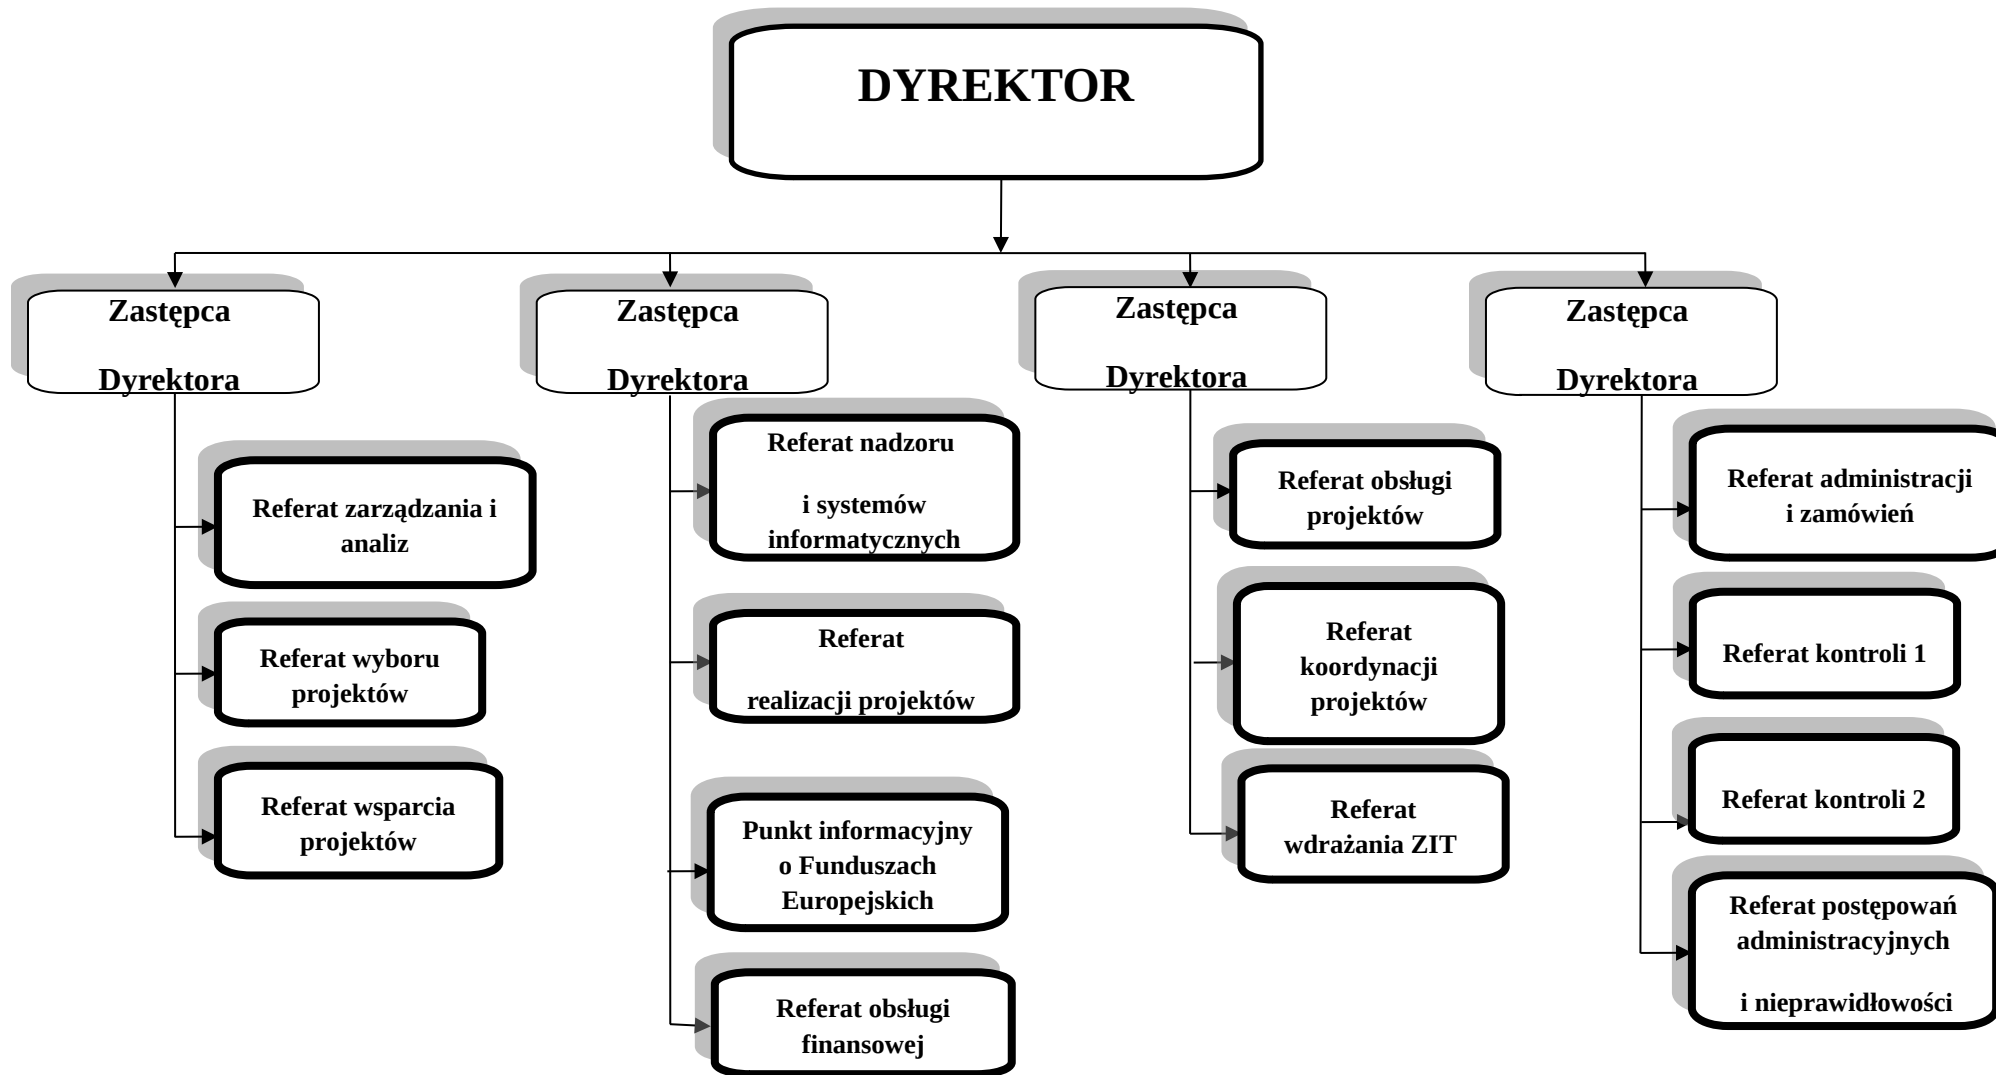 DYREKTOR
Zastępca
Dyrektora
Zastępca
Dyrektora
Zastępca
Dyrektora
Zastępca
Dyrektora
Referat zarządzania i
analiz
Referat wyboru
projektów
Referat wsparcia
projektów
Referat nadzoru
i systemów
informatycznych
Referat
realizacji projektów
Punkt informacyjny
o Funduszach
Europejskich
Referat obsługi
finansowej
Referat obsługi
projektów
Referat
koordynacji
projektów
Referat
wdrażania ZIT
Referat administracji
i zamówień
Referat kontroli 1
Referat kontroli 2
Referat postępowań
administracyjnych
i nieprawidłowości